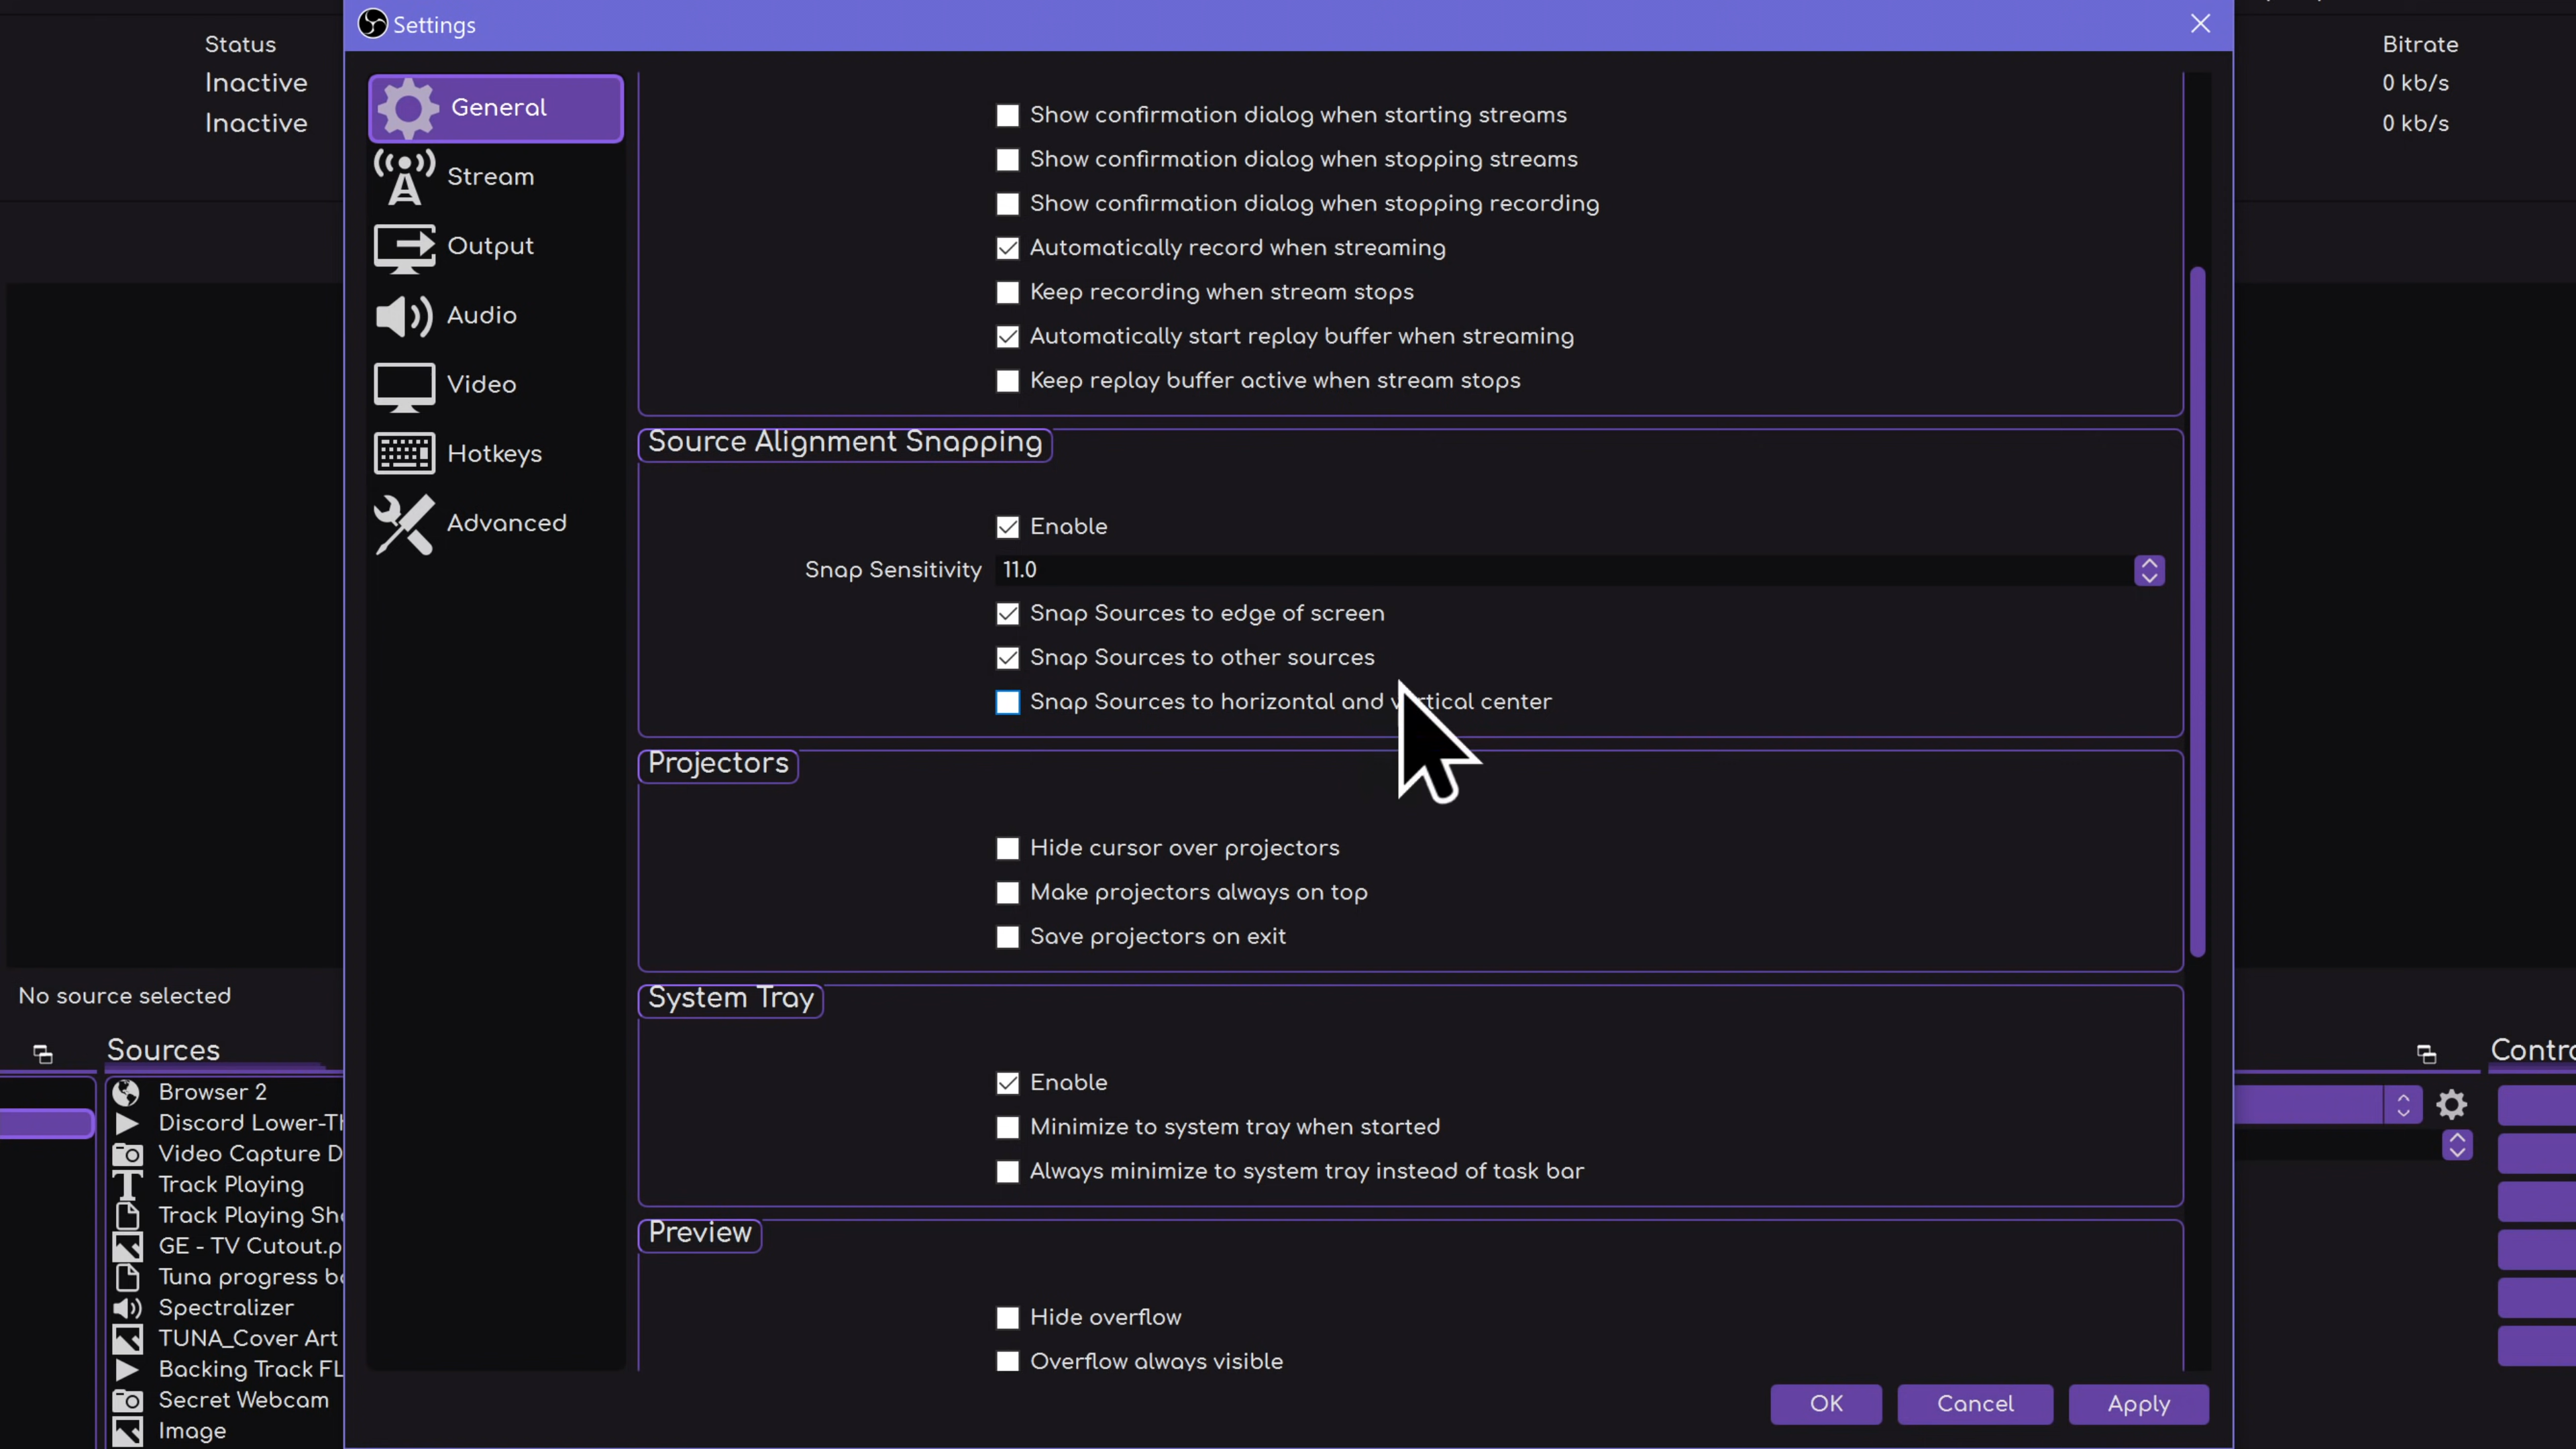 Settings
Status
Inactive
Inactive
Bitrate
0 kb/s
0 kb/s
General
Stream
Output
Audio
Video
Hotkeys
Advanced
Show confirmation dialog when starting streams
Show confirmation dialog when stopping streams
Show confirmation dialog when stopping recording
Automatically record when streaming
Keep recording when stream stops
Automatically start replay buffer when streaming
Keep replay buffer active when stream stops
Source Alignment Snapping
Enable
Snap Sensitivity 11.0
Snap Sources to edge of screen
Snap Sources to other sources
Snap Sources to horizontal and vertical center
Projectors
Hide cursor over projectors
Make projectors always on top
Save projectors on exit
System Tray
Enable
Minimize to system tray when started
Always minimize to system tray instead of task bar
Preview
Hide overflow
Overflow always visible
OK Cancel Apply
No source selected
Sources
Browser 2
Discord Lower-Th
Video Capture D
Track Playing
Track Playing Sh
GE - TV Cutout.p
Tuna progress b
Spectralizer
TUNA_Cover Art
Backing Track FL
Secret Webcam
Image
Contro